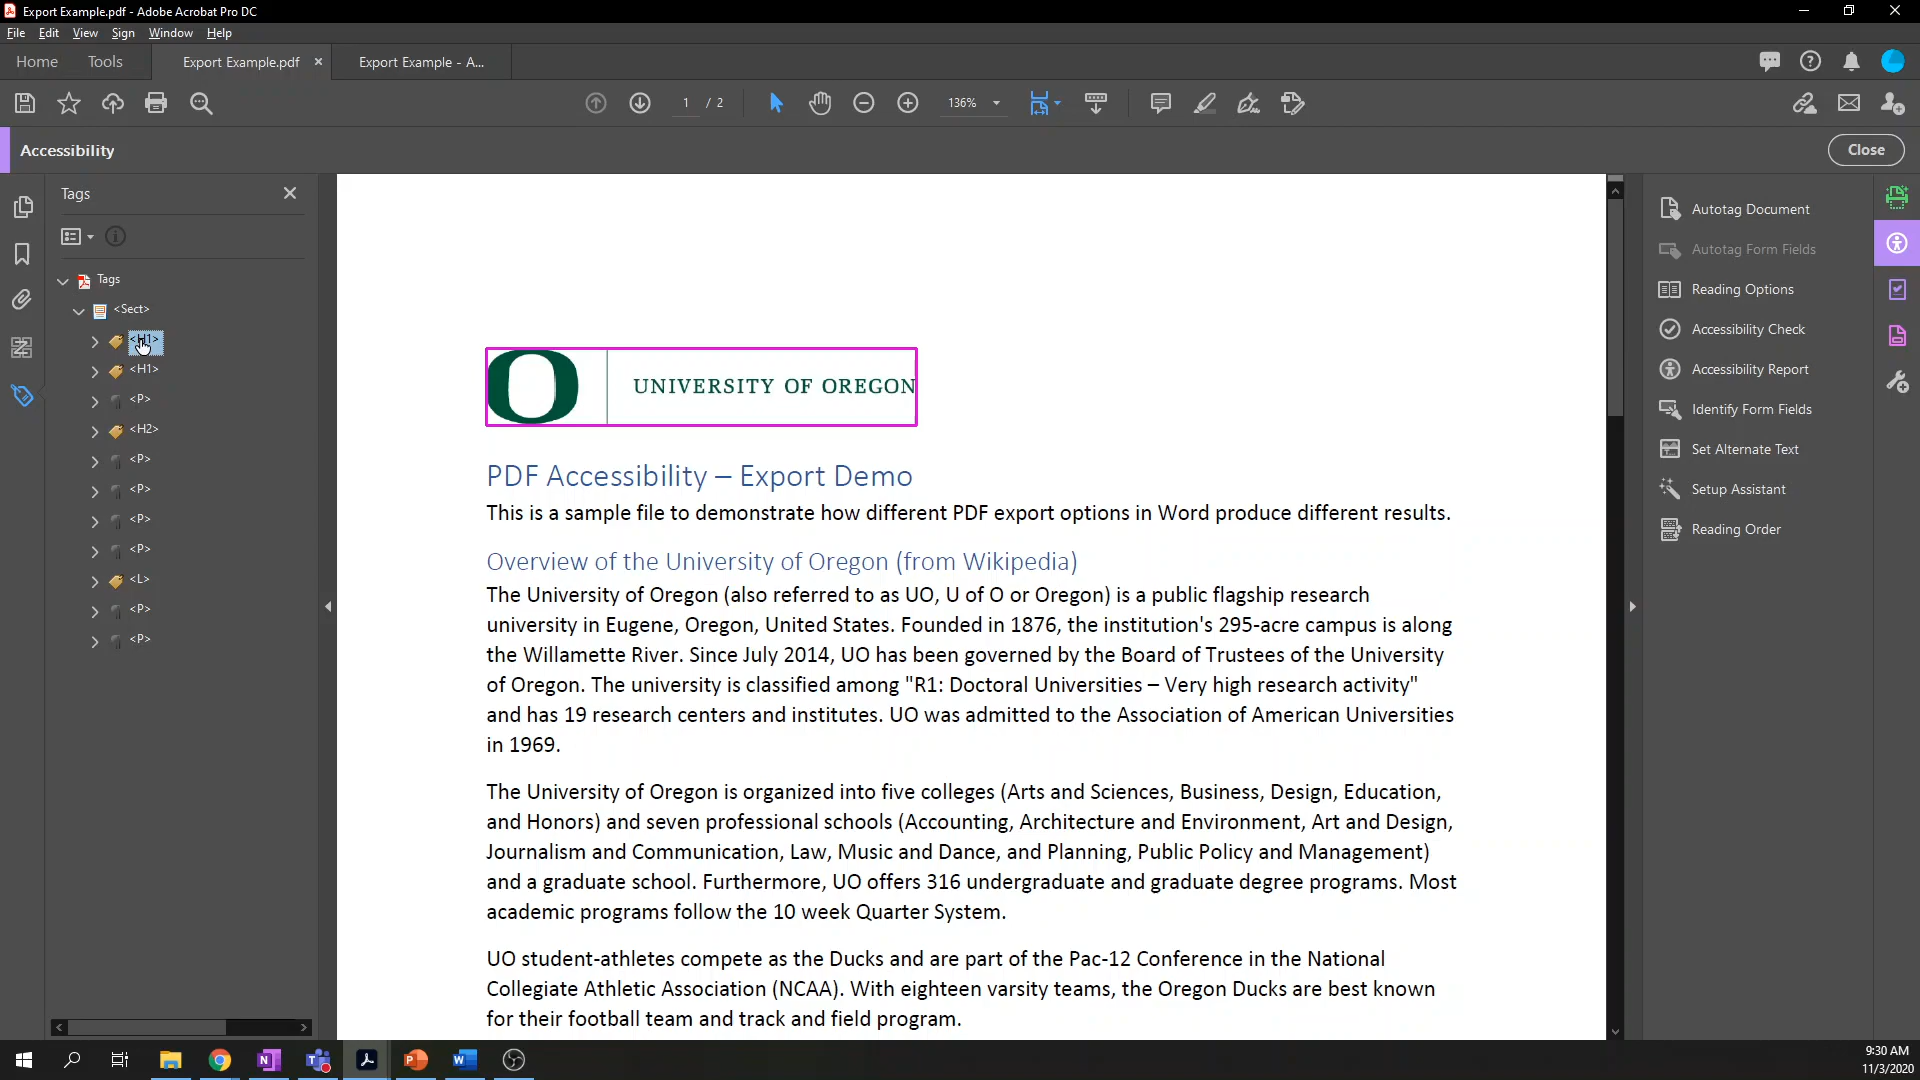 Export Example.pdf - Adobe Acrobat Pro DC
File Edit View Sign Window Help
Home Tools Export Example.pdf × Export Example - A...
1 / 2 136%
Accessibility Close
Tags
Tags
<Sect>
<H1>
<H1>
<P>
<H2>
<P>
<P>
<P>
<P>
<L>
<P>
<P>
UNIVERSITY OF OREGON
PDF Accessibility – Export Demo
This is a sample file to demonstrate how different PDF export options in Word produce different results.
Overview of the University of Oregon (from Wikipedia)
The University of Oregon (also referred to as UO, U of O or Oregon) is a public flagship research
university in Eugene, Oregon, United States. Founded in 1876, the institution's 295-acre campus is along
the Willamette River. Since July 2014, UO has been governed by the Board of Trustees of the University
of Oregon. The university is classified among "R1: Doctoral Universities – Very high research activity"
and has 19 research centers and institutes. UO was admitted to the Association of American Universities
in 1969.
The University of Oregon is organized into five colleges (Arts and Sciences, Business, Design, Education,
and Honors) and seven professional schools (Accounting, Architecture and Environment, Art and Design,
Journalism and Communication, Law, Music and Dance, and Planning, Public Policy and Management)
and a graduate school. Furthermore, UO offers 316 undergraduate and graduate degree programs. Most
academic programs follow the 10 week Quarter System.
UO student-athletes compete as the Ducks and are part of the Pac-12 Conference in the National
Collegiate Athletic Association (NCAA). With eighteen varsity teams, the Oregon Ducks are best known
for their football team and track and field program.
Autotag Document
Autotag Form Fields
Reading Options
Accessibility Check
Accessibility Report
Identify Form Fields
Set Alternate Text
Setup Assistant
Reading Order
9:30 AM
11/3/2020